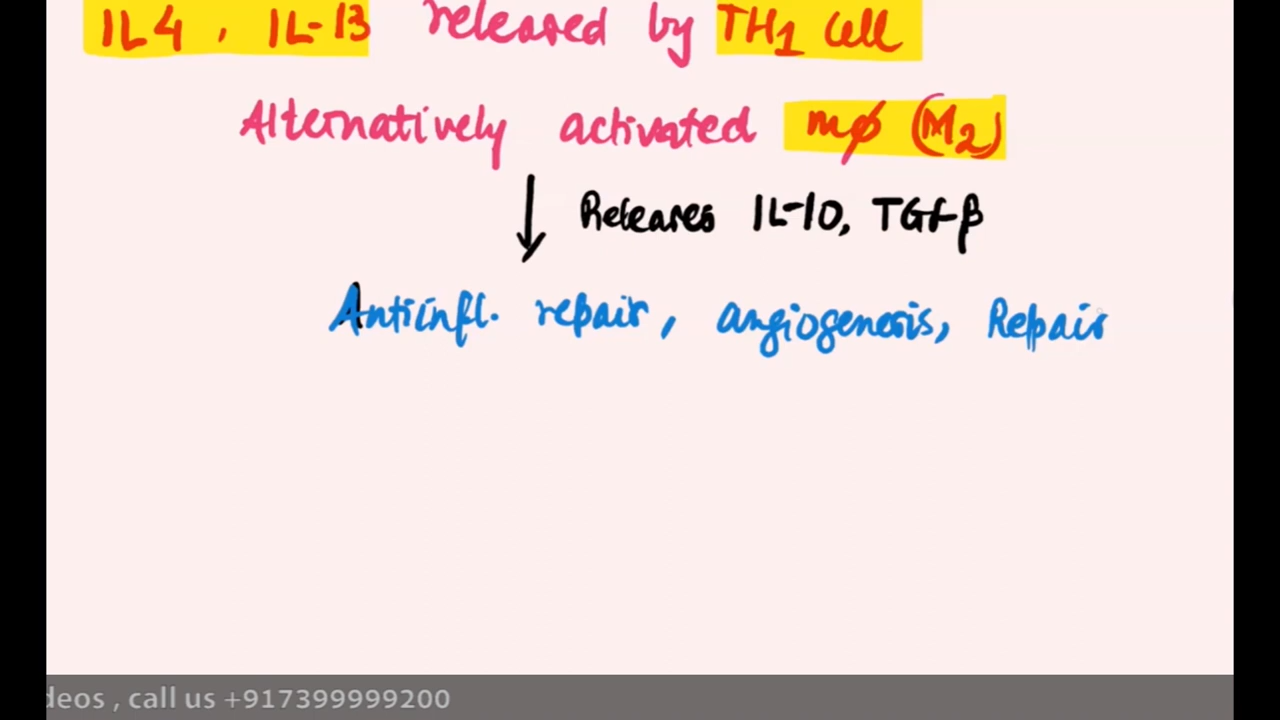 IL4, IL-13 released by TH1 Cell
Alternatively activated mφ (M2)
↓ Releases IL-10, TGF-β
Antiinfl. repair, angiogenesis, Repair
deos , call us +917399999200